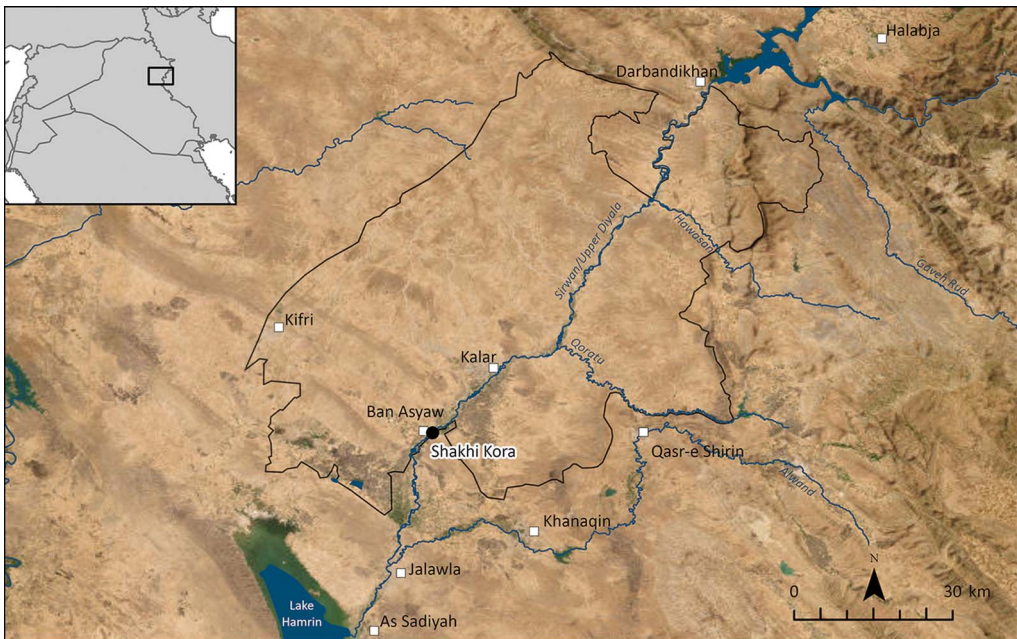 Halabja
Darbandikhan
Sirwan/Upper Diyala
Hawasan
Gaveh Rud
Kifri
Kalar
Qoratu
Ban Asyaw
Shakhi Kora
Qasr-e Shirin
Alwand
Khanaqin
N
Jalawla
0 30 km
Lake
Hamrin
As Sadiyah